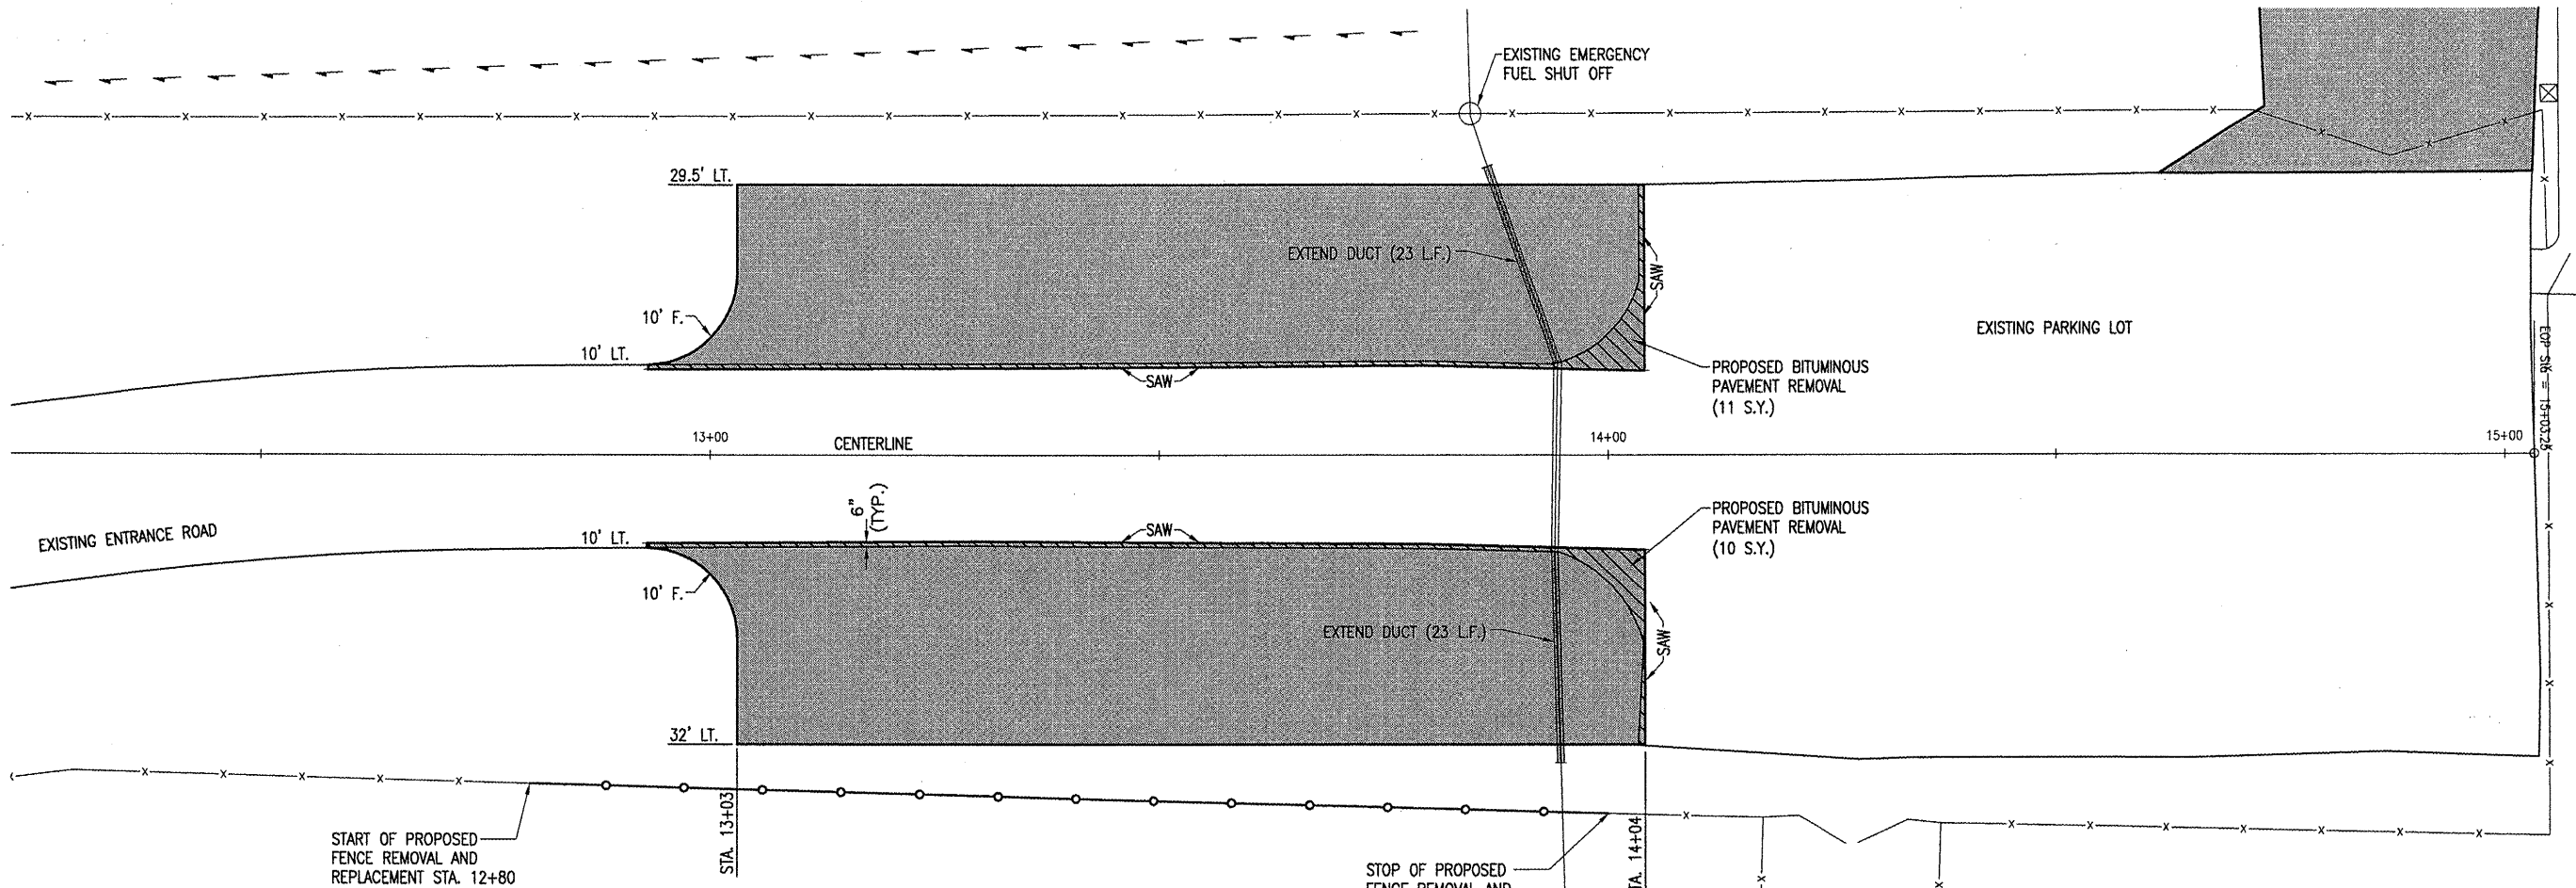 EXISTING EMERGENCY
FUEL SHUT OFF
29.5' LT.
EXTEND DUCT (23 L.F.)
SAW
10' F.
EXISTING PARKING LOT
10' LT.
SAW
PROPOSED BITUMINOUS
PAVEMENT REMOVAL
(11 S.Y.)
EOP STA = 15+03.25
13+00
CENTERLINE
14+00
15+00
6"
(TYP.)
PROPOSED BITUMINOUS
PAVEMENT REMOVAL
(10 S.Y.)
EXISTING ENTRANCE ROAD
10' LT.
SAW
10' F.
EXTEND DUCT (23 L.F.)
SAW
32' LT.
STA. 13+03
STA. 14+04
START OF PROPOSED
FENCE REMOVAL AND
REPLACEMENT STA. 12+80
STOP OF PROPOSED
FENCE REMOVAL AND